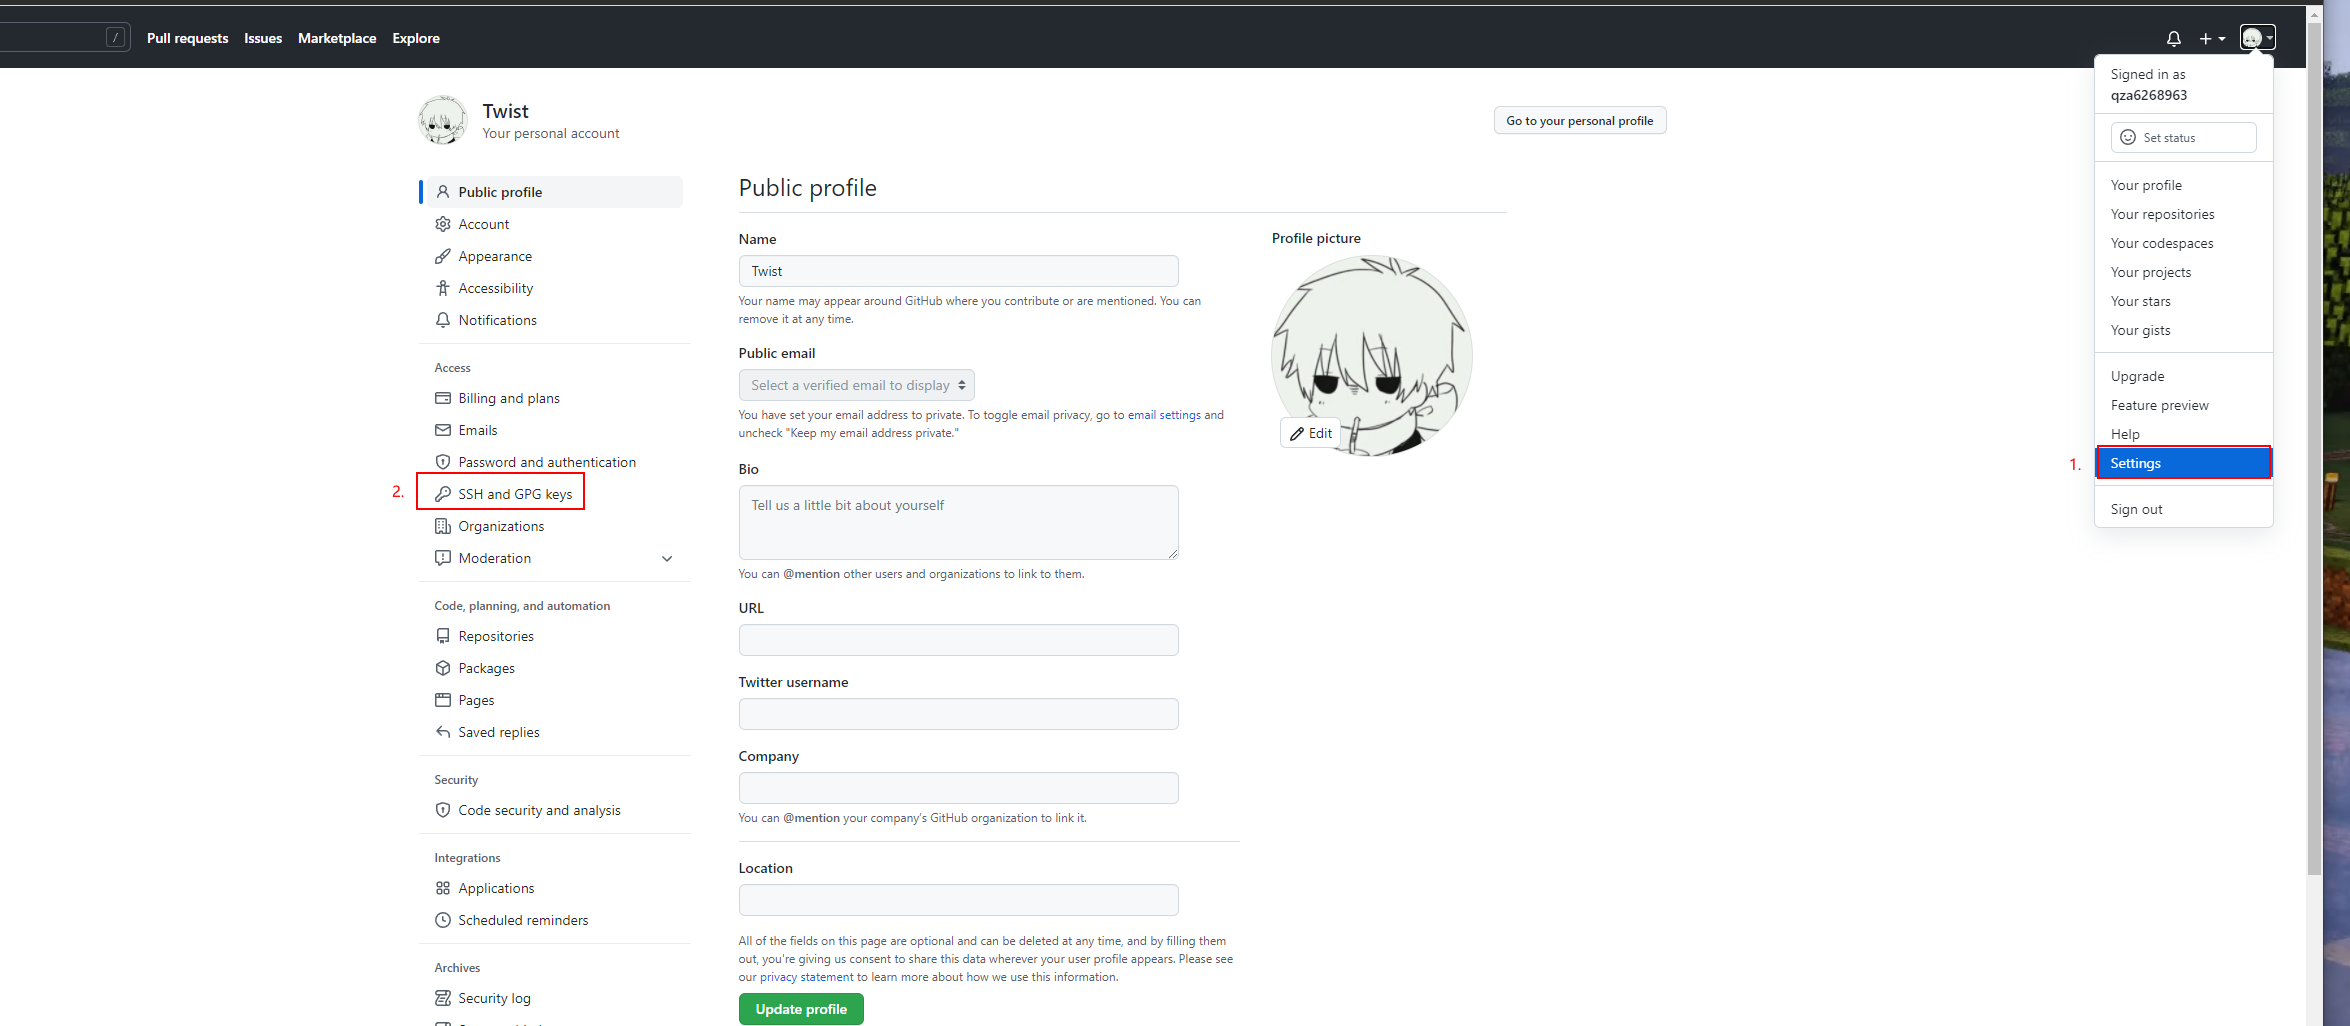 /
Pull requests
Issues
Marketplace
Explore
Signed in as
qza6268963
Set status
Your profile
Your repositories
Your codespaces
Your projects
Your stars
Your gists
Upgrade
Feature preview
Help
1.
Settings
Sign out
Twist
Your personal account
Go to your personal profile
Public profile
Account
Appearance
Accessibility
Notifications
Access
Billing and plans
Emails
Password and authentication
2.
SSH and GPG keys
Organizations
Moderation
Code, planning, and automation
Repositories
Packages
Pages
Saved replies
Security
Code security and analysis
Integrations
Applications
Scheduled reminders
Archives
Security log
Public profile
Name
Twist
Your name may appear around GitHub where you contribute or are mentioned. You can
remove it at any time.
Public email
Select a verified email to display
You have set your email address to private. To toggle email privacy, go to email settings and
uncheck "Keep my email address private."
Bio
Tell us a little bit about yourself
You can @mention other users and organizations to link to them.
URL
Twitter username
Company
You can @mention your company's GitHub organization to link it.
Location
All of the fields on this page are optional and can be deleted at any time, and by filling them
out, you're giving us consent to share this data wherever your user profile appears. Please see
our privacy statement to learn more about how we use this information.
Update profile
Profile picture
Edit